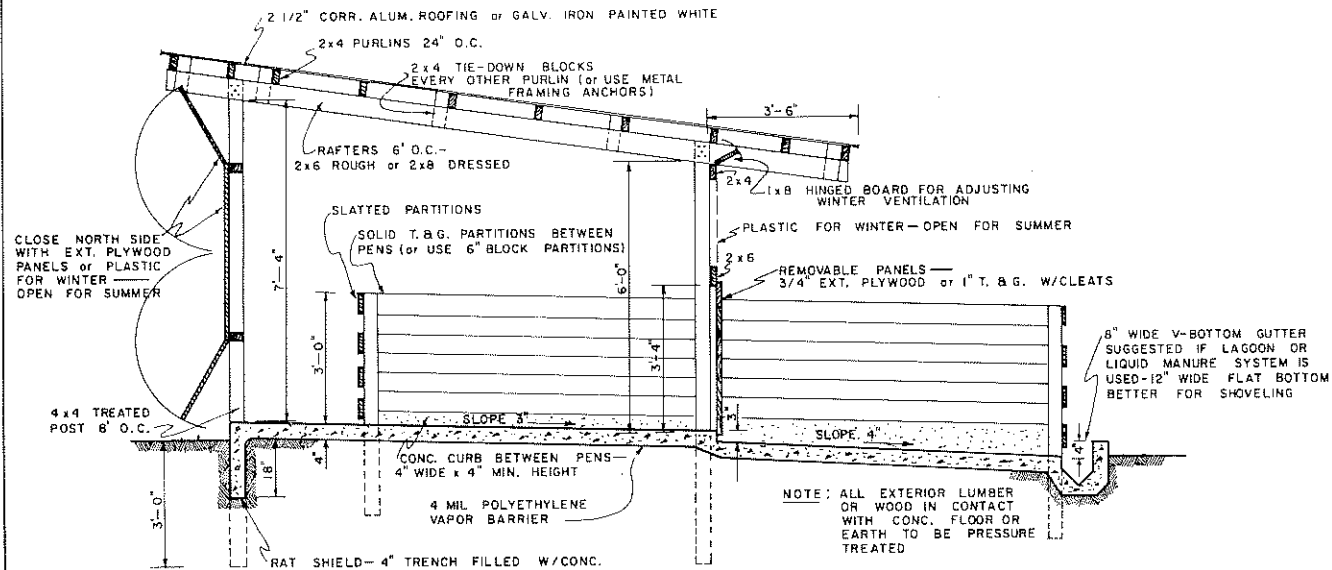 2 1/2" CORR. ALUM. ROOFING or GALV. IRON PAINTED WHITE
2x4 PURLINS 24" O.C.
2x4 TIE-DOWN BLOCKS
EVERY OTHER PURLIN (or USE METAL
FRAMING ANCHORS)
3'-6"
RAFTERS 6' O.C.-
2x6 ROUGH or 2x8 DRESSED
2x4
1x8 HINGED BOARD FOR ADJUSTING
WINTER VENTILATION
SLATTED PARTITIONS
SOLID T. & G. PARTITIONS BETWEEN
PENS (or USE 6" BLOCK PARTITIONS)
PLASTIC FOR WINTER-OPEN FOR SUMMER
CLOSE NORTH SIDE
WITH EXT. PLYWOOD
PANELS or PLASTIC
FOR WINTER
OPEN FOR SUMMER
7'-4"
6'-0"
2x6
REMOVABLE PANELS
3/4" EXT. PLYWOOD or 1" T. & G. W/CLEATS
3'-0"
3'-4"
8" WIDE V-BOTTOM GUTTER
SUGGESTED IF LAGOON OR
LIQUID MANURE SYSTEM IS
USED-12" WIDE FLAT BOTTOM
BETTER FOR SHOVELING
4x4 TREATED
POST 6' O.C.
SLOPE 3"
3"
SLOPE 4"
4"
4"
CONC. CURB BETWEEN PENS-
4" WIDE x 4" MIN. HEIGHT
18"
3'-0"
4 MIL POLYETHYLENE
VAPOR BARRIER
NOTE: ALL EXTERIOR LUMBER
OR WOOD IN CONTACT
WITH CONC. FLOOR OR
EARTH TO BE PRESSURE
TREATED
RAT SHIELD-4" TRENCH FILLED W/CONC.